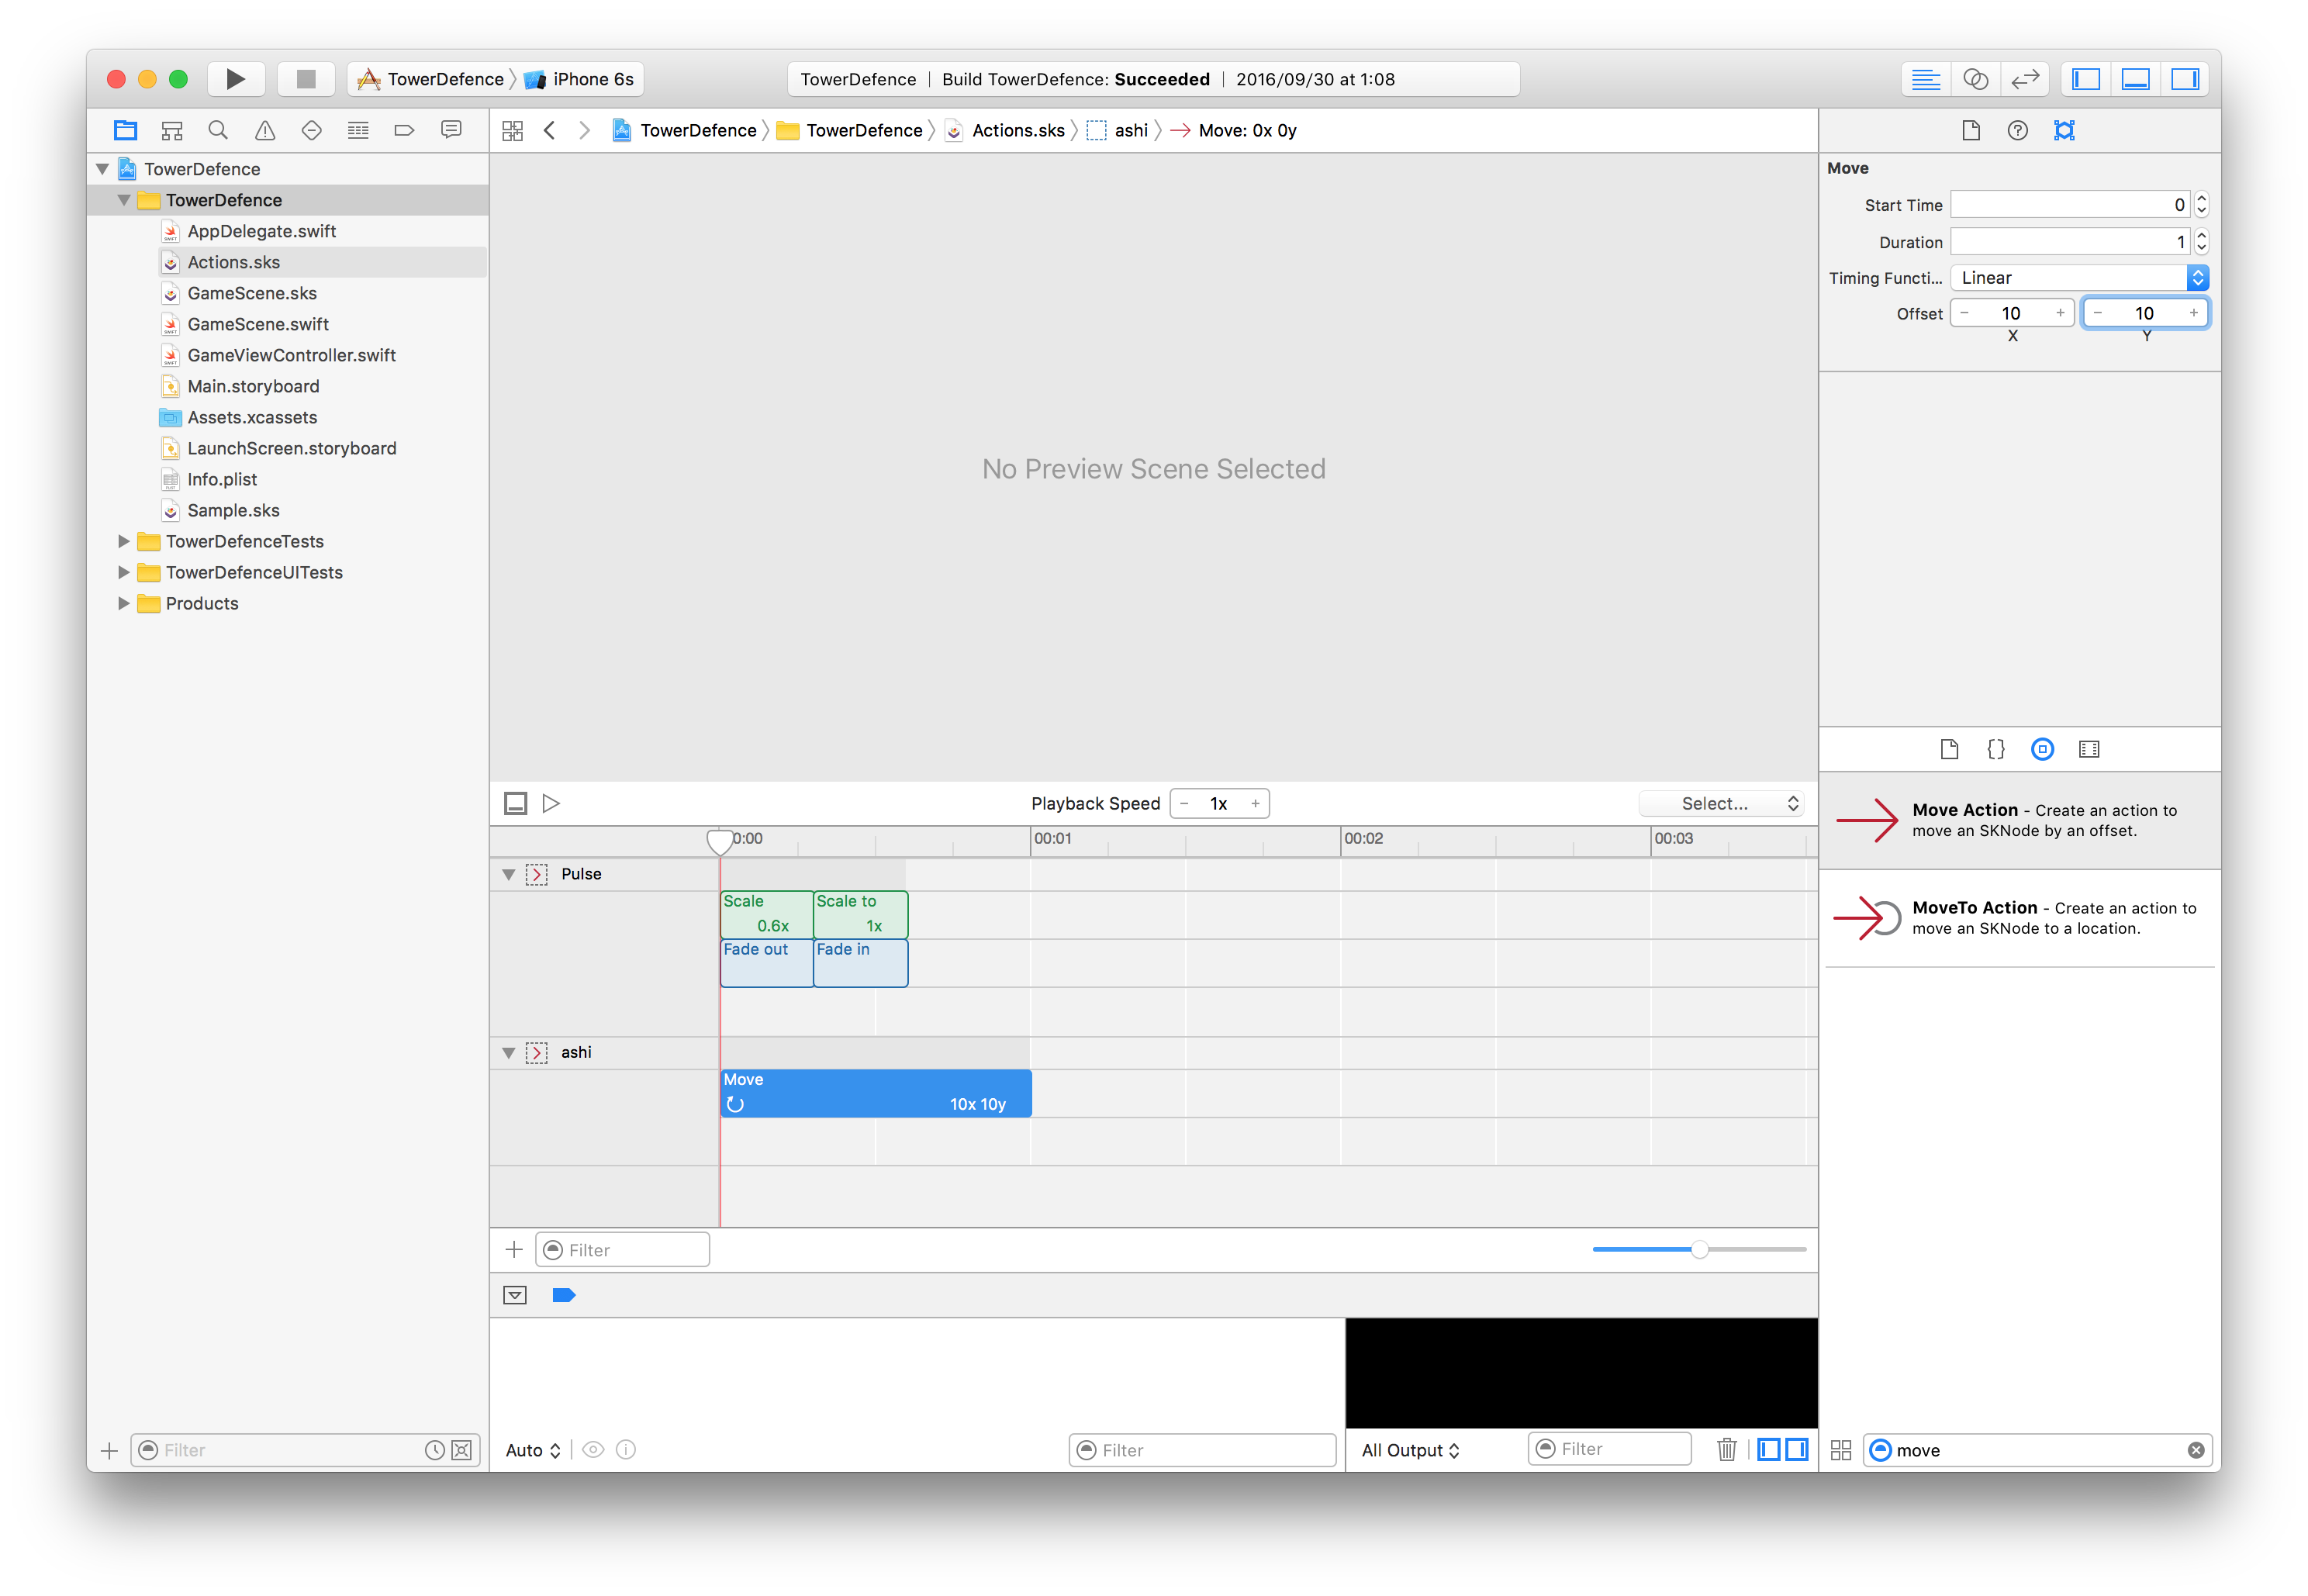 TowerDefence 〉 iPhone 6s
TowerDefence | Build TowerDefence: Succeeded | 2016/09/30 at 1:08
TowerDefence 〉 TowerDefence 〉 Actions.sks 〉 ashi 〉 Move: 0x 0y
TowerDefence
TowerDefence
AppDelegate.swift
Actions.sks
GameScene.sks
GameScene.swift
GameViewController.swift
Main.storyboard
Assets.xcassets
LaunchScreen.storyboard
Info.plist
Sample.sks
TowerDefenceTests
TowerDefenceUITests
Products
Filter
No Preview Scene Selected
Playback Speed − 1x +
Select...
0:00 00:01 00:02 00:03
Pulse
Scale Scale to
0.6x 1x
Fade out Fade in
ashi
Move
10x 10y
Filter
Auto
Filter
All Output
Filter
Move
Start Time 0
Duration 1
Timing Functi... Linear
Offset − 10 + − 10 +
X Y
{}
Move Action - Create an action to
move an SKNode by an offset.
MoveTo Action - Create an action to
move an SKNode to a location.
move